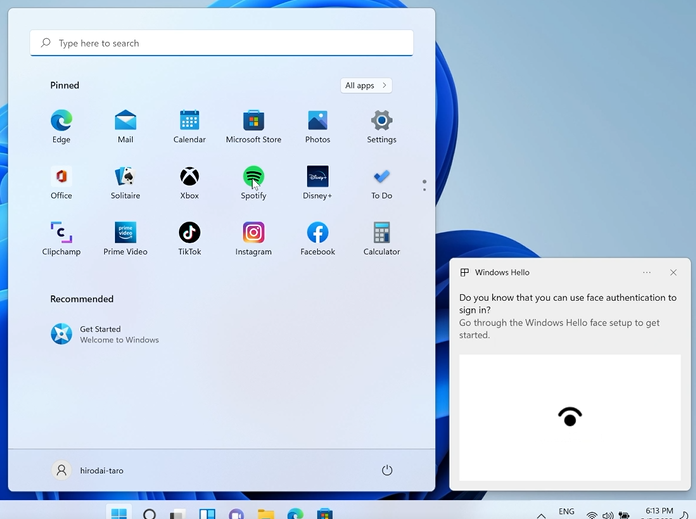 Type here to search
Pinned
All apps
Edge
Mail
Calendar
Microsoft Store
Photos
Settings
Office
Solitaire
Xbox
Spotify
Disney+
To Do
Clipchamp
prime video
Prime Video
TikTok
Instagram
Facebook
Calculator
Recommended
Get Started
Welcome to Windows
hirodai-taro
Windows Hello
Do you know that you can use face authentication to
sign in?
Go through the Windows Hello face setup to get
started.
ENG
6:13 PM